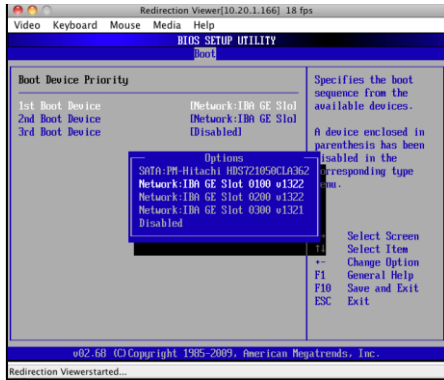 Redirection Viewer[10.20.1.166] 18 fps
Video Keyboard Mouse Media Help
BIOS SETUP UTILITY
Boot
Boot Device Priority
1st Boot Device [Network:IBA GE Slo]
2nd Boot Device [Network:IBA GE Slo]
3rd Boot Device [Disabled]
Options
SATA:PM-Hitachi HDS721050CLA362
Network:IBA GE Slot 0100 v1322
Network:IBA GE Slot 0200 v1322
Network:IBA GE Slot 0300 v1321
Disabled
Specifies the boot
sequence from the
available devices.
A device enclosed in
parenthesis has been
disabled in the
corresponding type
menu.
Select Screen
↑↓ Select Item
+- Change Option
F1 General Help
F10 Save and Exit
ESC Exit
v02.68 (C)Copyright 1985-2009, American Megatrends, Inc.
Redirection Viewerstarted...